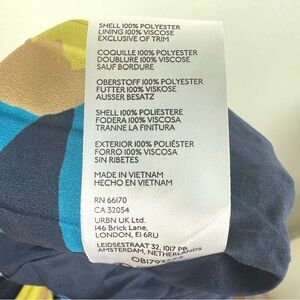 SHELL 100% POLYESTER
LINING 100% VISCOSE
EXCLUSIVE OF TRIM
COQUILLE 100% POLYESTER
DOUBLURE 100% VISCOSE
SAUF BORDURE
OBERSTOFF 100% POLYESTER
FUTTER 100% VISKOSE
AUSSER BESATZ
SHELL 100% POLIESTERE
FODERA 100% VISCOSA
TRANNE LA FINITURA
EXTERIOR 100% POLIÉSTER
FORRO 100% VISCOSA
SIN RIBETES
MADE IN VIETNAM
HECHO EN VIETNAM
RN 66170
CA 32054
URBN UK Ltd.
146 Brick Lane,
LONDON, E1 6RU
LEIDSESTRAAT 32, 1017 PB
AMSTERDAM, NETHERLANDS